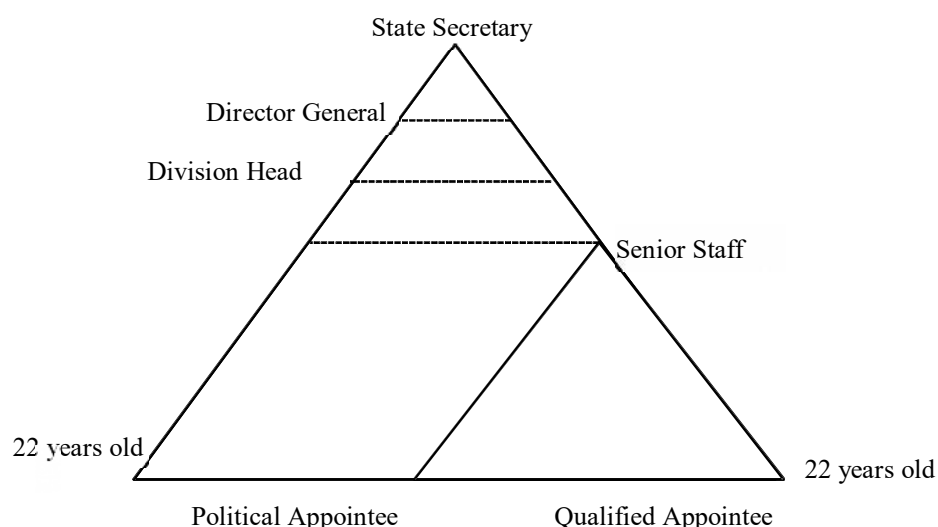 State Secretary
Director General
Division Head
Senior Staff
22 years old
22 years old
Political Appointee
Qualified Appointee